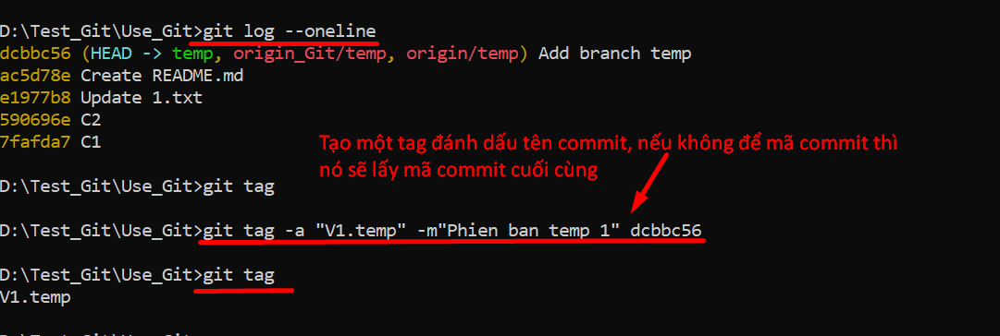 D:\Test_Git\Use_Git>git log --oneline
dcbbc56 (HEAD -> temp, origin_Git/temp, origin/temp) Add branch temp
ac5d78e Create README.md
e1977b8 Update 1.txt
590696e C2
7fafda7 C1
Tạo một tag đánh dấu tên commit, nếu không để mã commit thì
nó sẽ lấy mã commit cuối cùng
D:\Test_Git\Use_Git>git tag
D:\Test_Git\Use_Git>git tag -a "V1.temp" -m"Phien ban temp 1" dcbbc56
D:\Test_Git\Use_Git>git tag
V1.temp